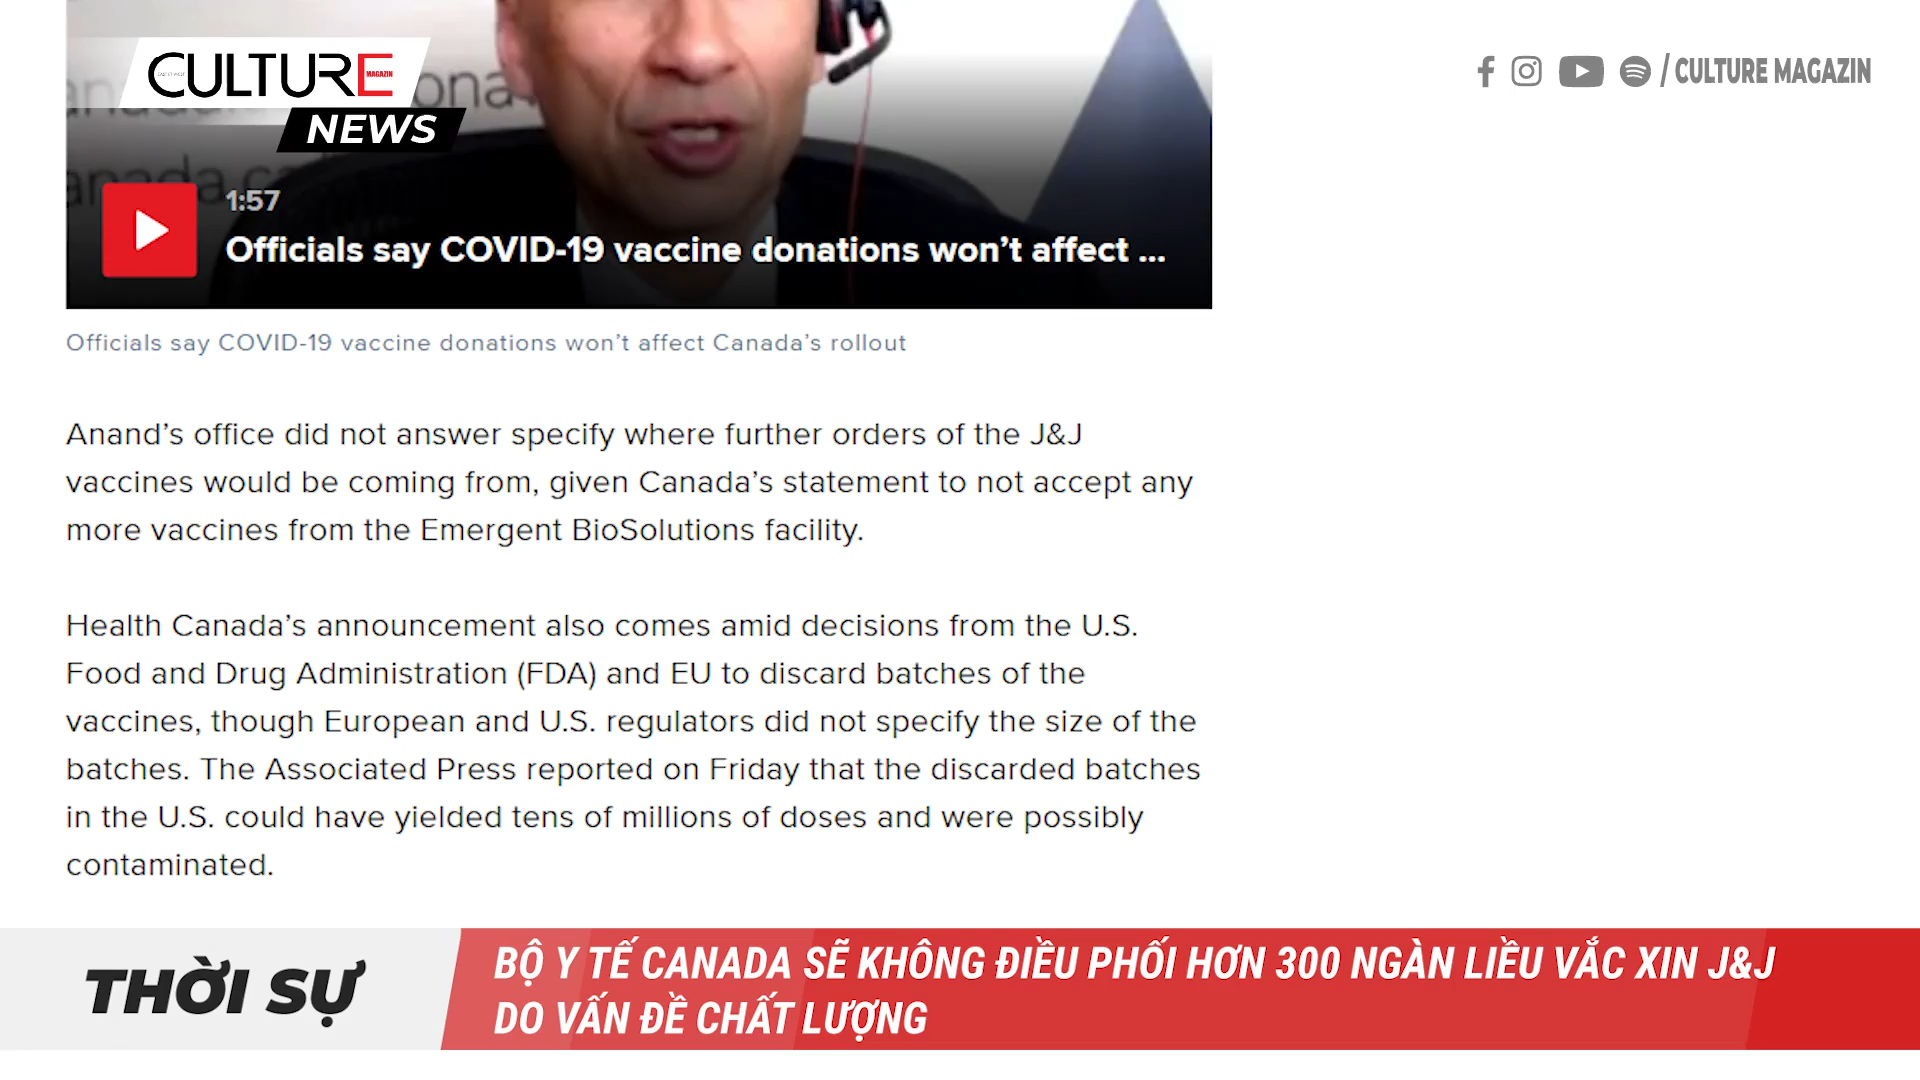 CULTURE
MAGAZIN
NEWS
/ CULTURE MAGAZIN
1:57
Officials say COVID-19 vaccine donations won’t affect ...
Officials say COVID-19 vaccine donations won’t affect Canada’s rollout
Anand’s office did not answer specify where further orders of the J&J
vaccines would be coming from, given Canada’s statement to not accept any
more vaccines from the Emergent BioSolutions facility.
Health Canada’s announcement also comes amid decisions from the U.S.
Food and Drug Administration (FDA) and EU to discard batches of the
vaccines, though European and U.S. regulators did not specify the size of the
batches. The Associated Press reported on Friday that the discarded batches
in the U.S. could have yielded tens of millions of doses and were possibly
contaminated.
THỜI SỰ
BỘ Y TẾ CANADA SẼ KHÔNG ĐIỀU PHỐI HƠN 300 NGÀN LIỀU VẮC XIN J&J
DO VẤN ĐỀ CHẤT LƯỢNG